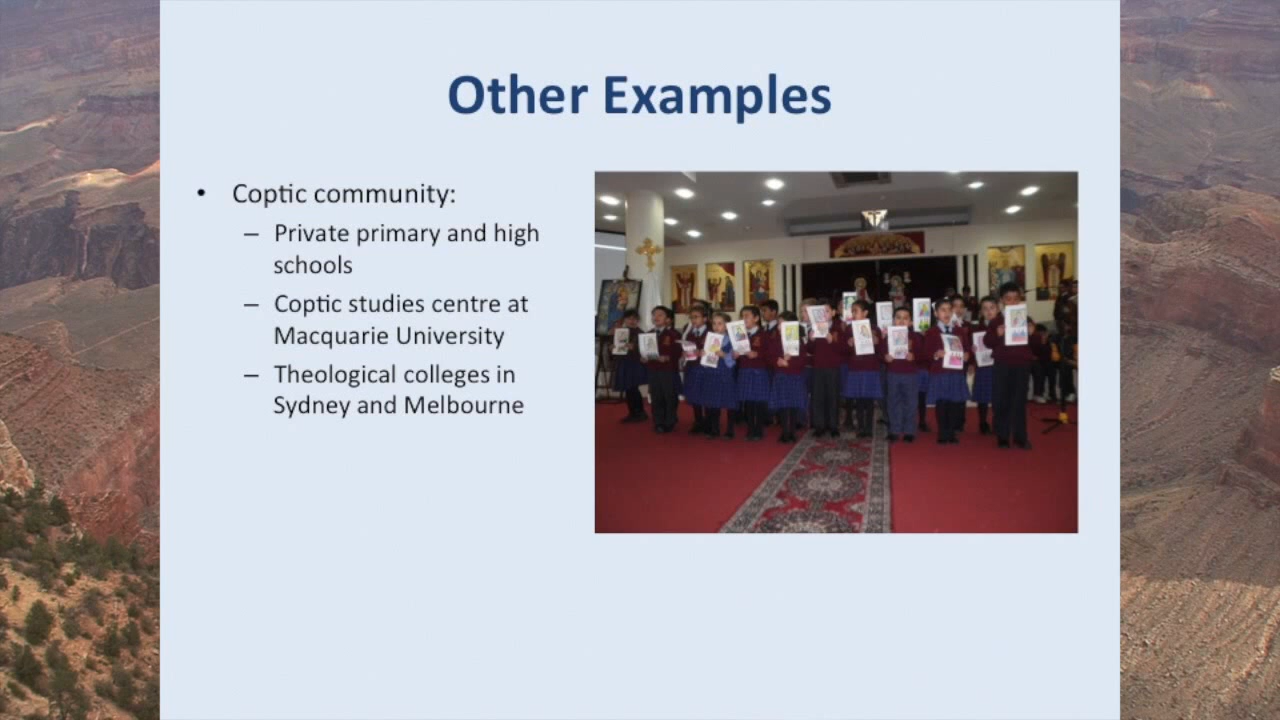 Other Examples
• Coptic community:
– Private primary and high
schools
– Coptic studies centre at
Macquarie University
– Theological colleges in
Sydney and Melbourne